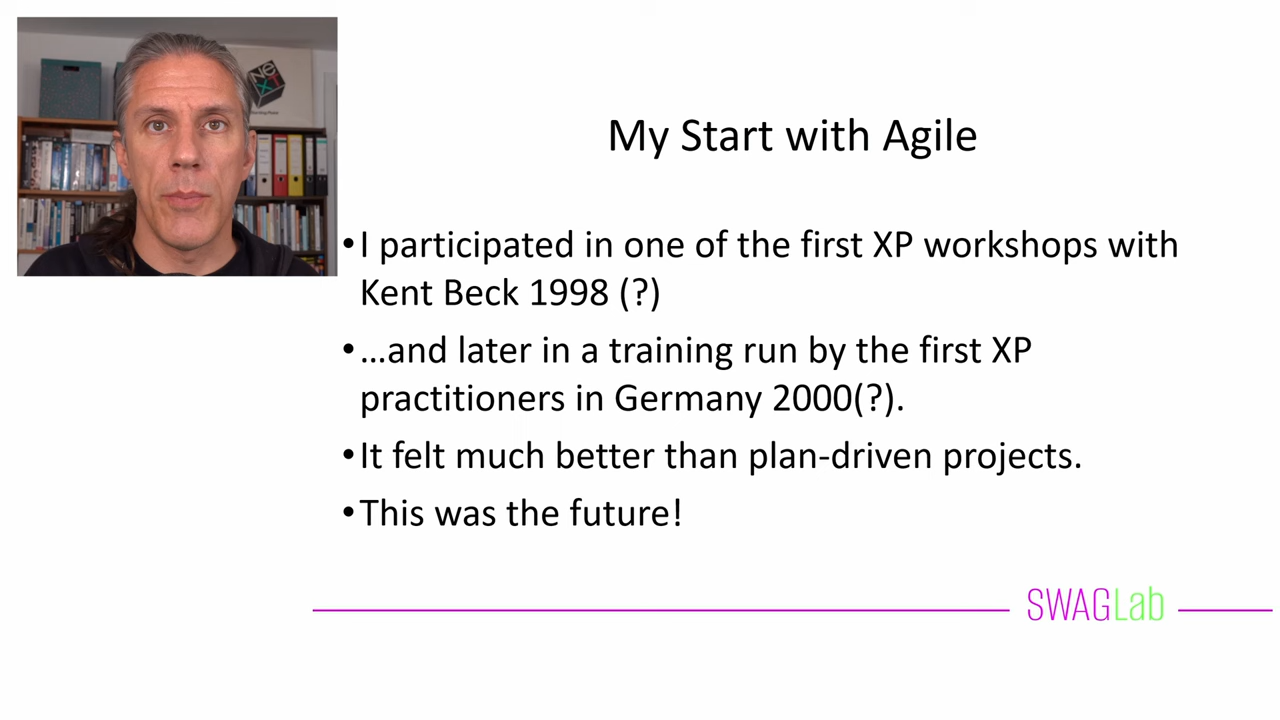 NeXT
My Start with Agile
•I participated in one of the first XP workshops with
Kent Beck 1998 (?)
•…and later in a training run by the first XP
practitioners in Germany 2000(?).
•It felt much better than plan-driven projects.
•This was the future!
SWAGLab